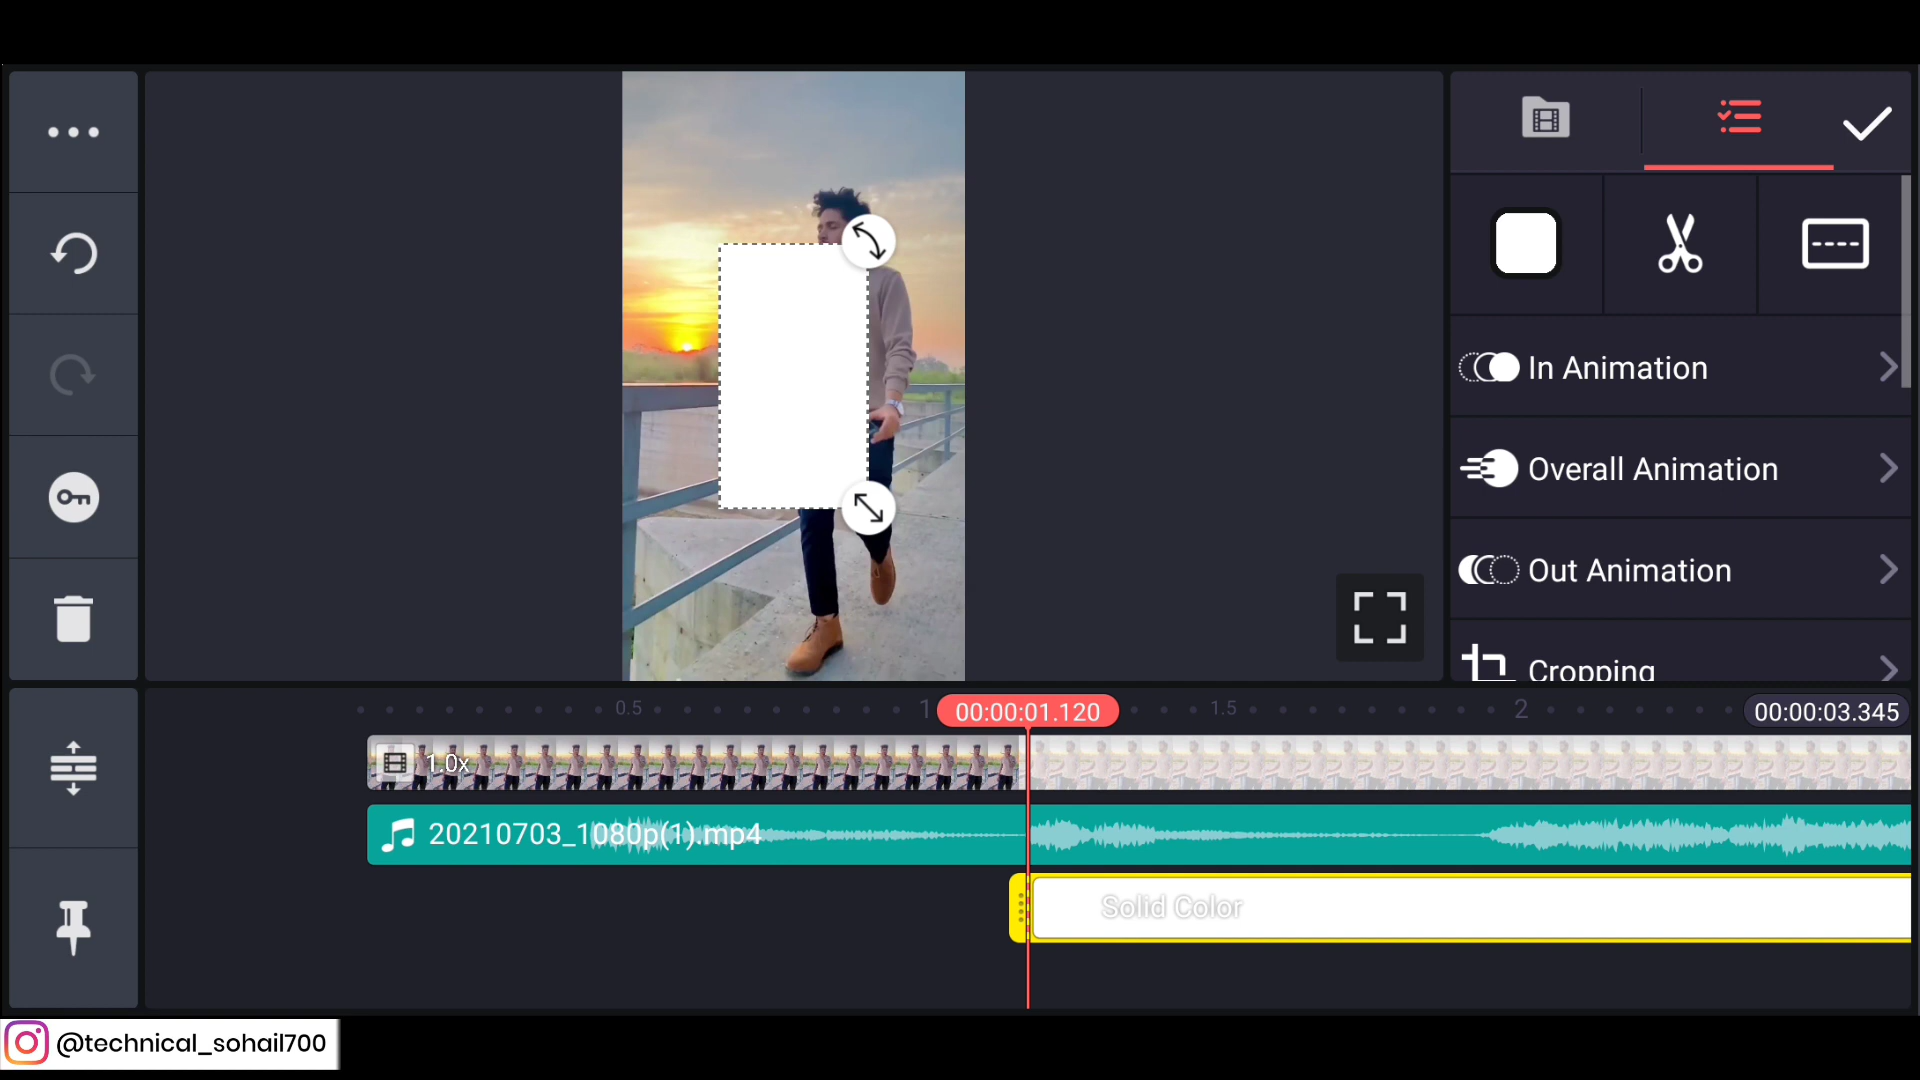 In Animation
Overall Animation
Out Animation
Cropping
0.5
1
00:00:01.120
1.5
2
00:00:03.345
1.0x
20210703_1080p(1).mp4
Solid Color
@technical_sohail700